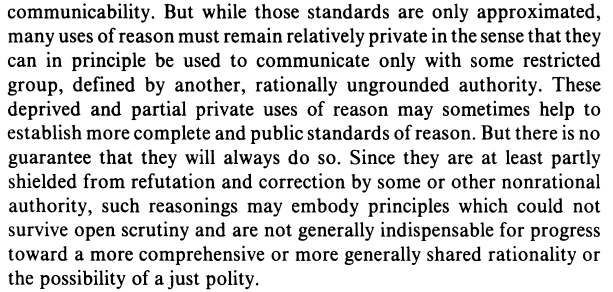 communicability. But while those standards are only approximated,
many uses of reason must remain relatively private in the sense that they
can in principle be used to communicate only with some restricted
group, defined by another, rationally ungrounded authority. These
deprived and partial private uses of reason may sometimes help to
establish more complete and public standards of reason. But there is no
guarantee that they will always do so. Since they are at least partly
shielded from refutation and correction by some or other nonrational
authority, such reasonings may embody principles which could not
survive open scrutiny and are not generally indispensable for progress
toward a more comprehensive or more generally shared rationality or
the possibility of a just polity.